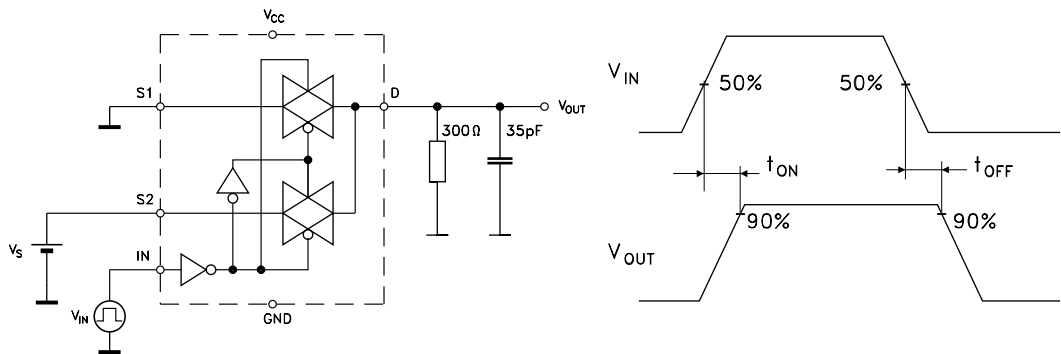 VCC
S1
D
VOUT
300Ω
35pF
S2
VS
IN
VIN
GND
VIN
50%
50%
tON
tOFF
90%
90%
VOUT